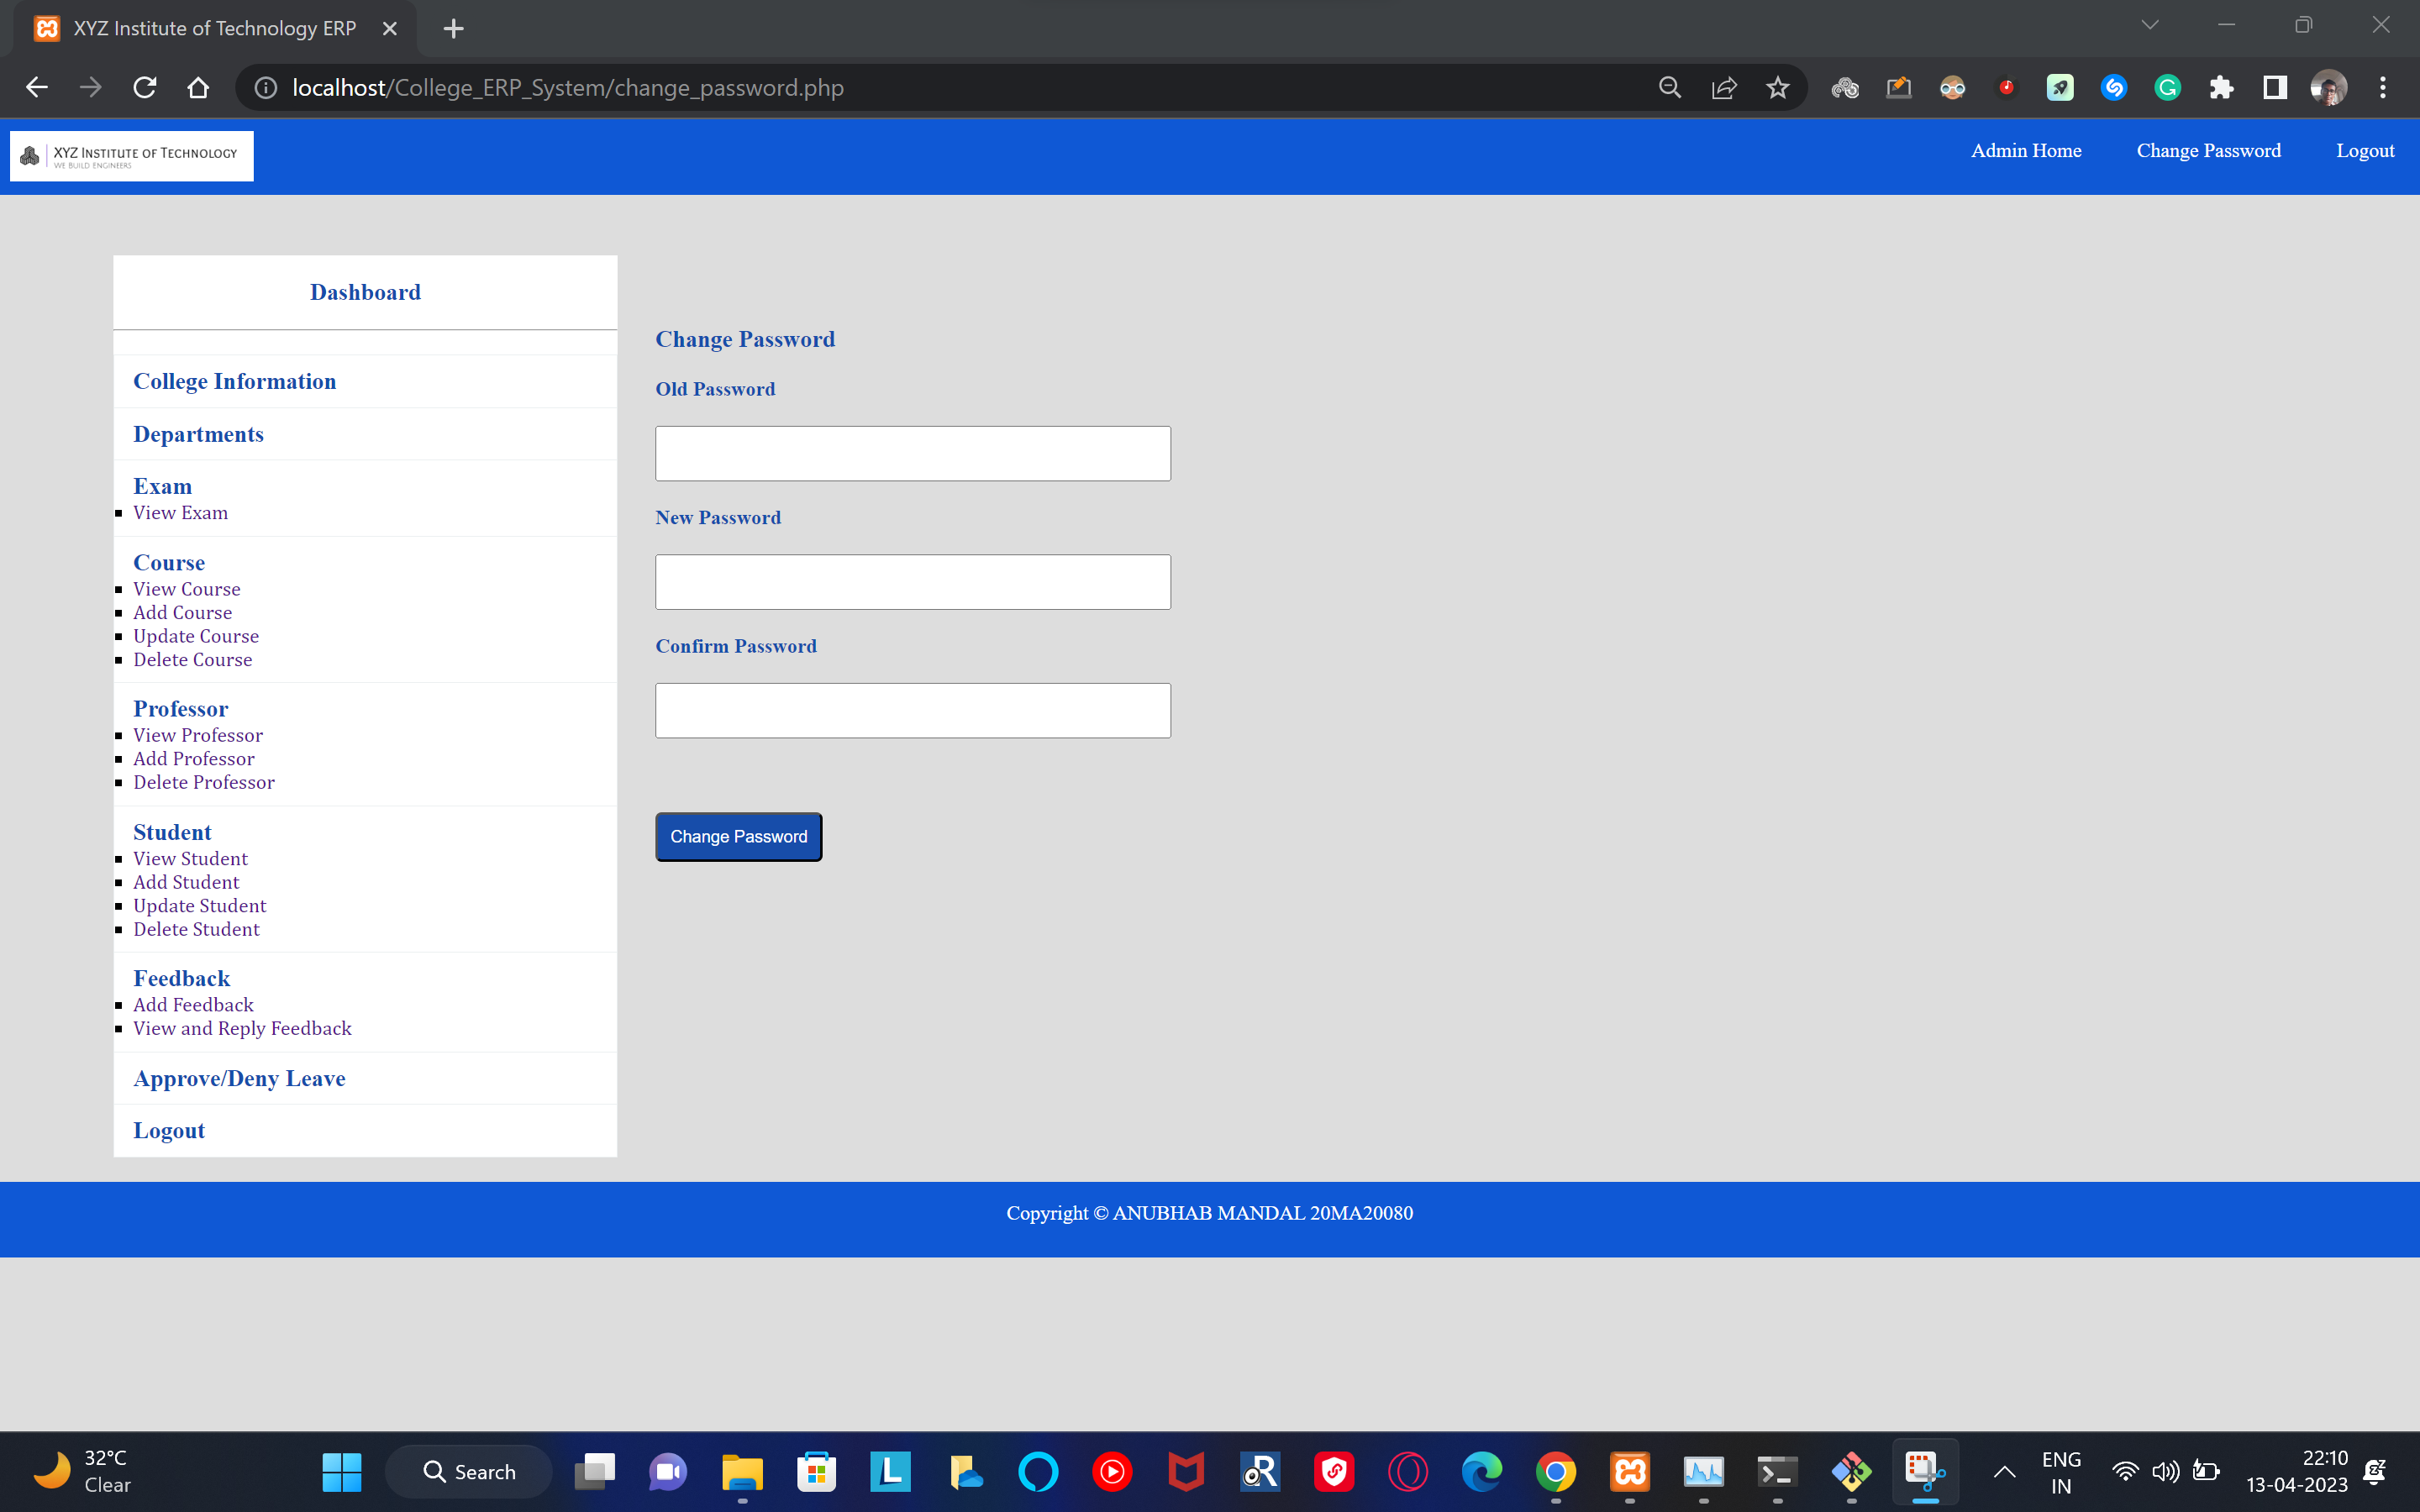 XYZ Institute of Technology ERP
localhost/College_ERP_System/change_password.php
XYZ INSTITUTE OF TECHNOLOGY
WE BUILD ENGINEERS
Admin Home
Change Password
Logout
Dashboard
College Information
Departments
Exam
View Exam
Course
View Course
Add Course
Update Course
Delete Course
Professor
View Professor
Add Professor
Delete Professor
Student
View Student
Add Student
Update Student
Delete Student
Feedback
Add Feedback
View and Reply Feedback
Approve/Deny Leave
Logout
Change Password
Old Password
New Password
Confirm Password
Change Password
Copyright © ANUBHAB MANDAL 20MA20080
32°C
Clear
Search
ENG
IN
22:10
13-04-2023